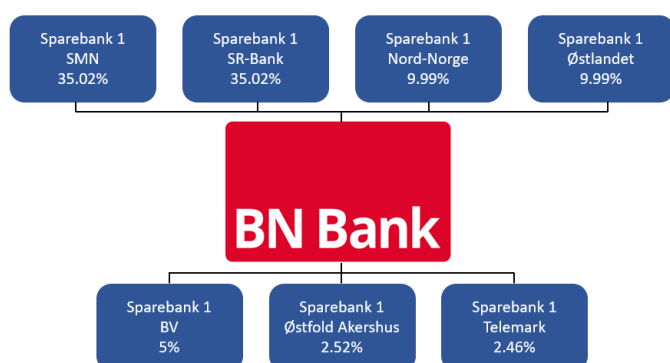 Sparebank 1
SMN
35.02%
Sparebank 1
SR-Bank
35.02%
Sparebank 1
Nord-Norge
9.99%
Sparebank 1
Østlandet
9.99%
BN Bank
Sparebank 1
BV
5%
Sparebank 1
Østfold Akershus
2.52%
Sparebank 1
Telemark
2.46%